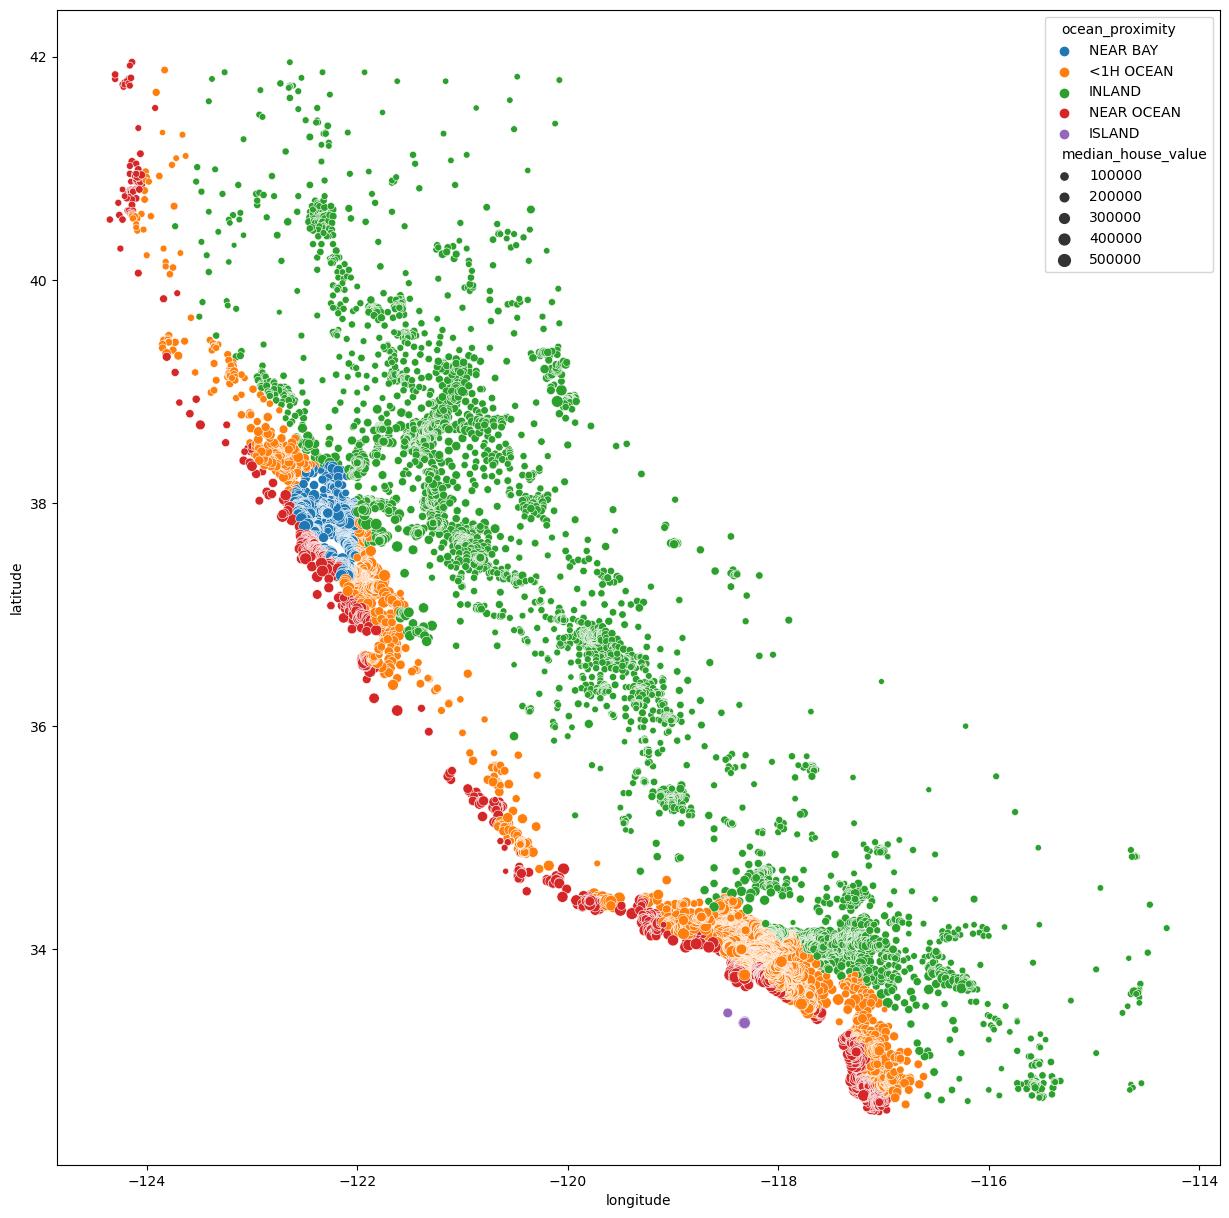 ocean_proximity
NEAR BAY
<1H OCEAN
INLAND
NEAR OCEAN
ISLAND
median_house_value
100000
200000
300000
400000
500000
42
40
38
36
34
latitude
−124 −122 −120 −118 −116 −114
longitude